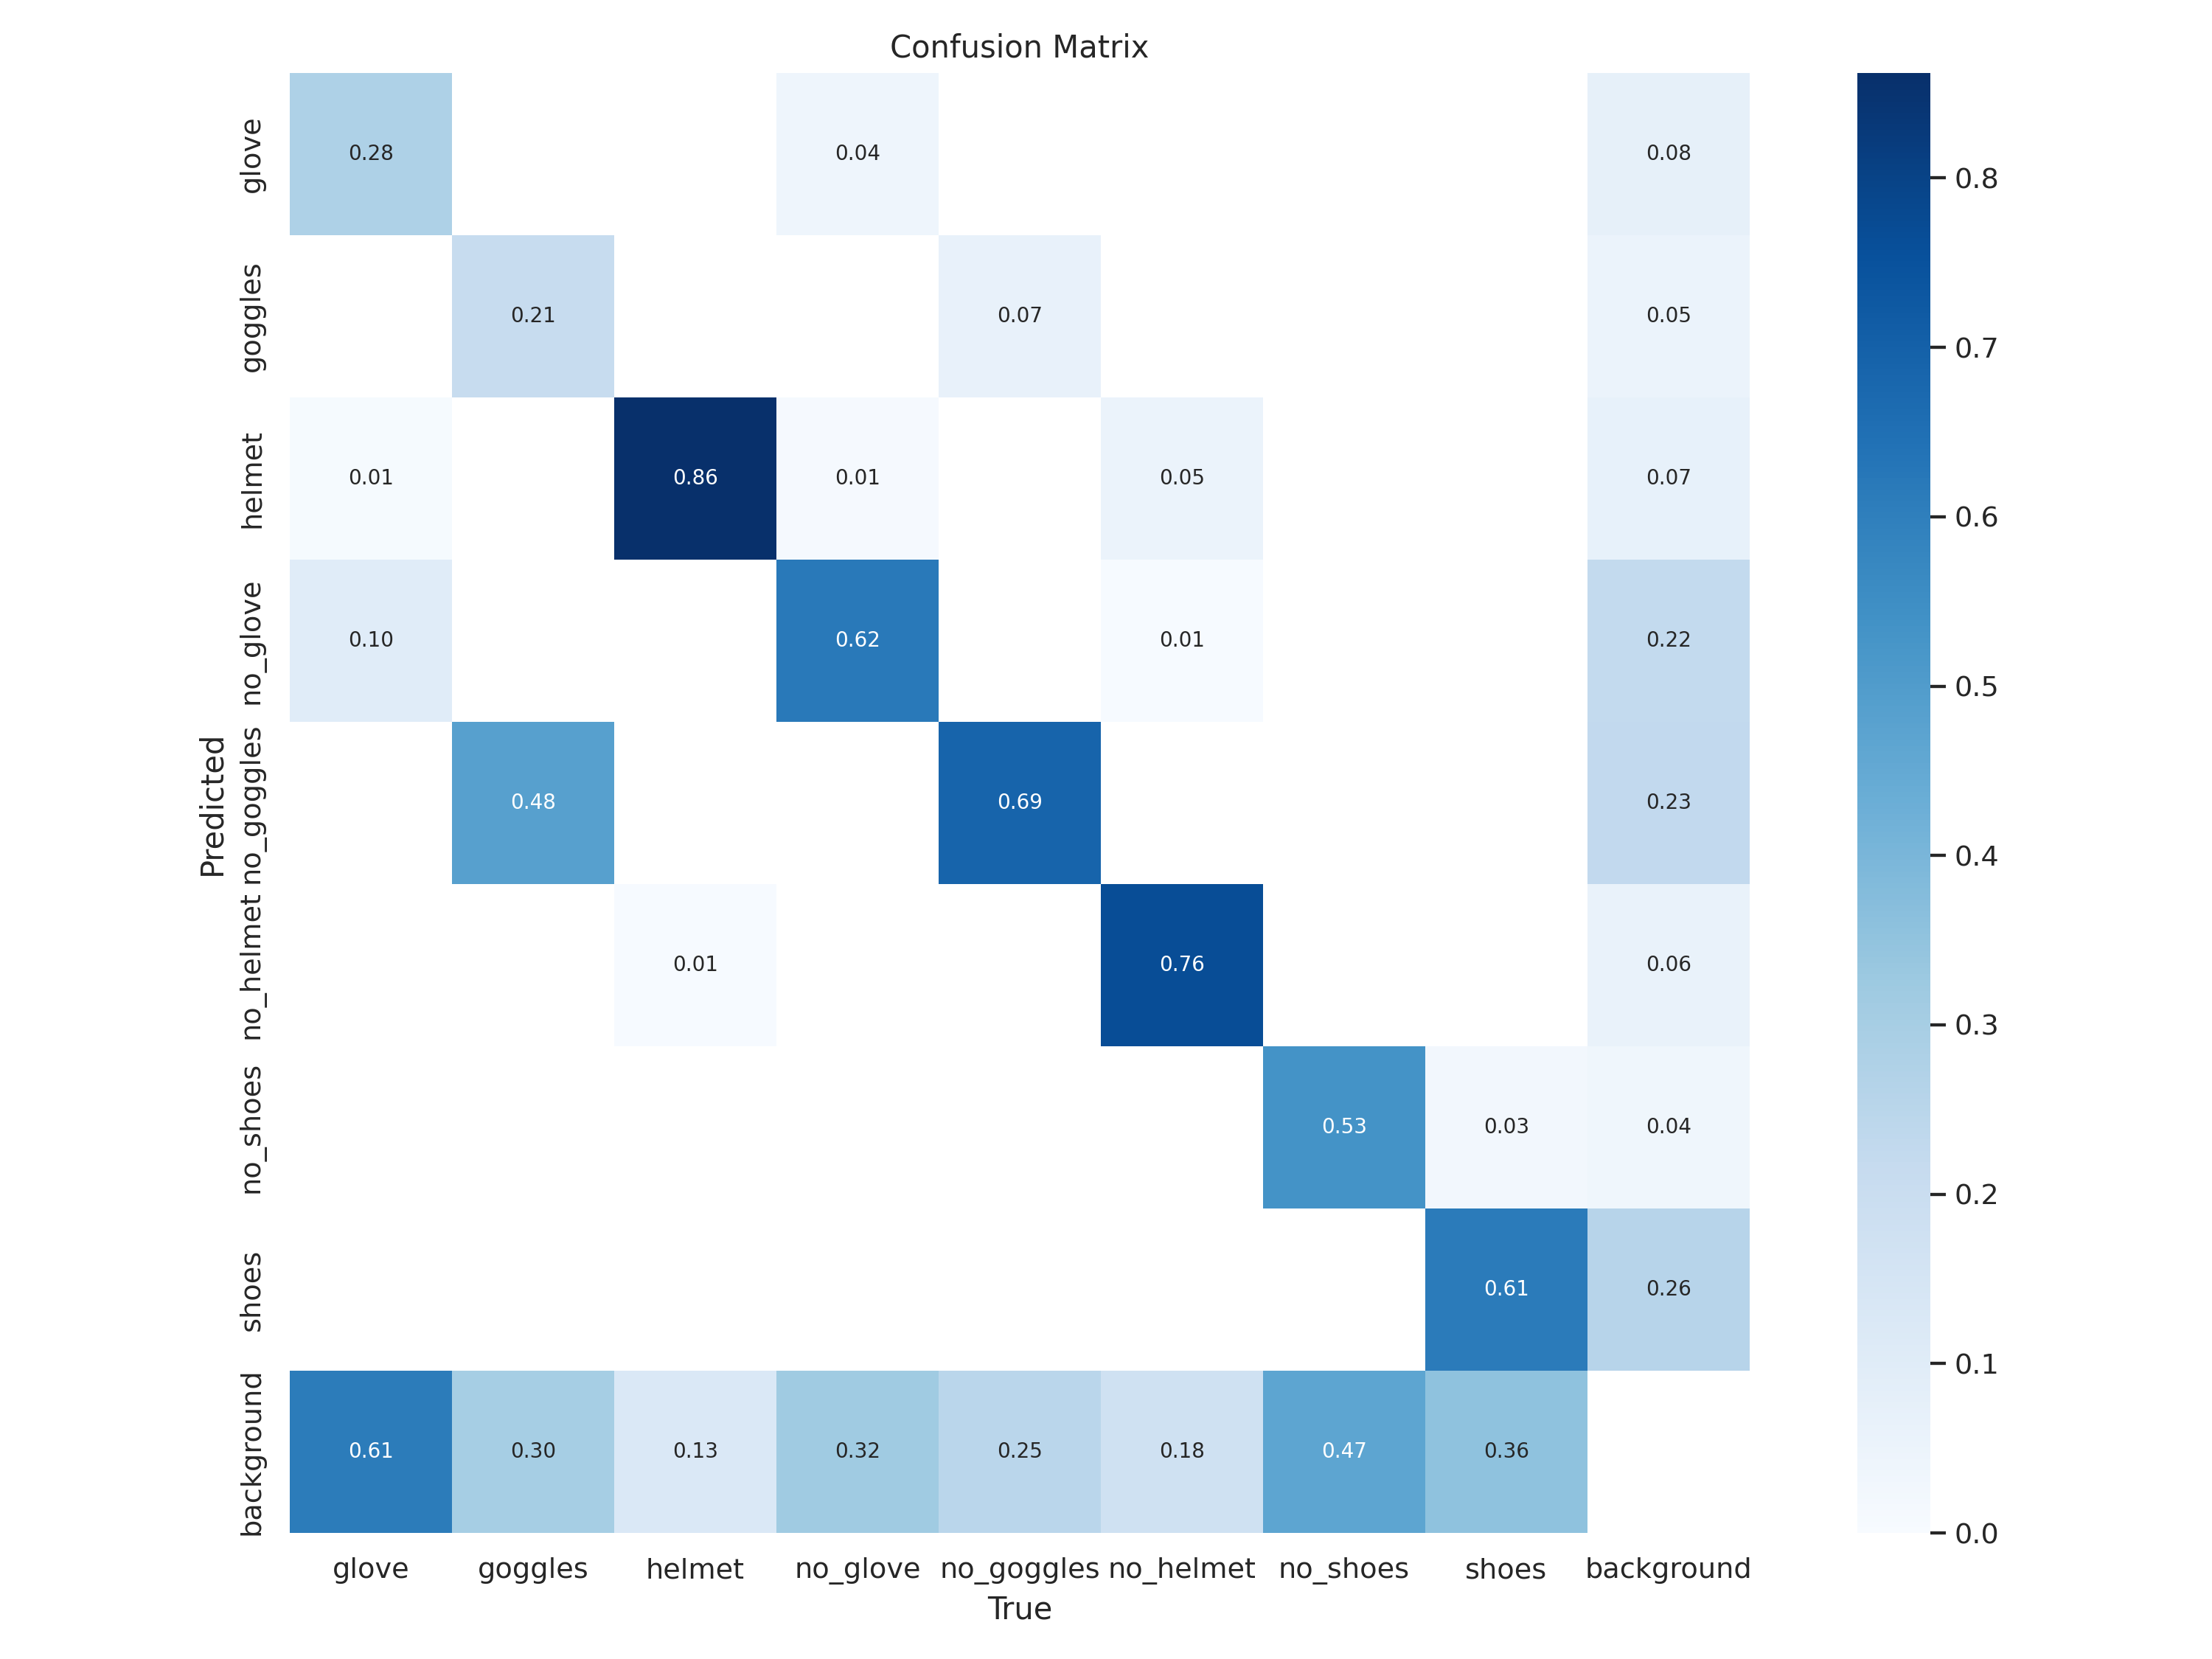 Confusion Matrix
glove 0.28 0.04 0.08
goggles 0.21 0.07 0.05
helmet 0.01 0.86 0.01 0.05 0.07
no_glove 0.10 0.62 0.01 0.22
no_goggles 0.48 0.69 0.23
no_helmet 0.01 0.76 0.06
no_shoes 0.53 0.03 0.04
shoes 0.61 0.26
background 0.61 0.30 0.13 0.32 0.25 0.18 0.47 0.36
Predicted
glove goggles helmet no_glove no_goggles no_helmet no_shoes shoes background
True
0.8
0.7
0.6
0.5
0.4
0.3
0.2
0.1
0.0